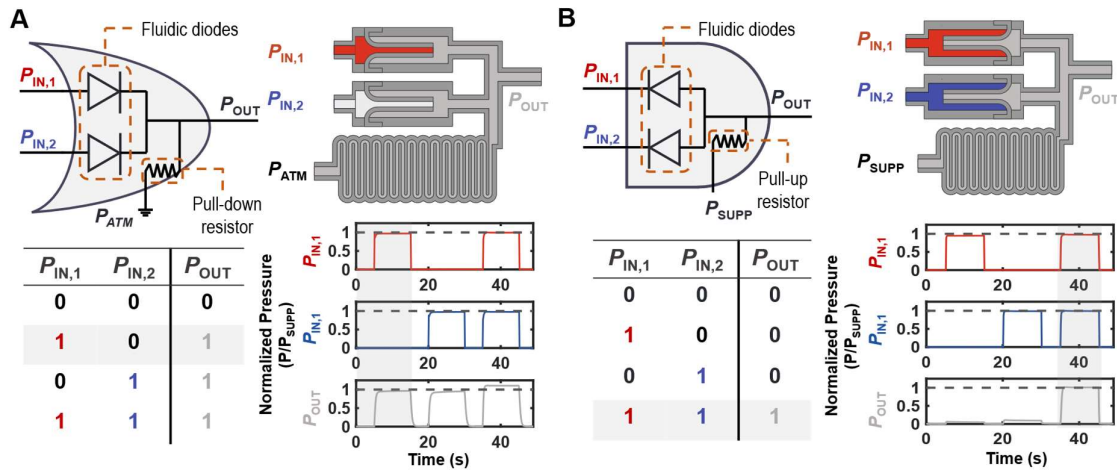 A
Fluidic diodes
P_IN,1
P_IN,2
P_OUT
P_ATM
Pull-down
resistor
P_IN,1
P_IN,2
P_OUT
P_ATM
P_IN,1 P_IN,2 P_OUT
0 0 0
1 0 1
0 1 1
1 1 1
Normalized Pressure
(P/P_SUPP)
P_IN,1
1
0.5
0
0 20 40
P_IN,1
1
0.5
0
0 20 40
P_OUT
1
0.5
0
0 20 40
Time (s)
B
Fluidic diodes
P_IN,1
P_IN,2
P_OUT
P_SUPP
Pull-up
resistor
P_IN,1
P_IN,2
P_OUT
P_SUPP
P_IN,1 P_IN,2 P_OUT
0 0 0
1 0 0
0 1 0
1 1 1
Normalized Pressure
(P/P_SUPP)
P_IN,1
1
0.5
0
0 20 40
P_IN,1
1
0.5
0
0 20 40
P_OUT
1
0.5
0
0 20 40
Time (s)